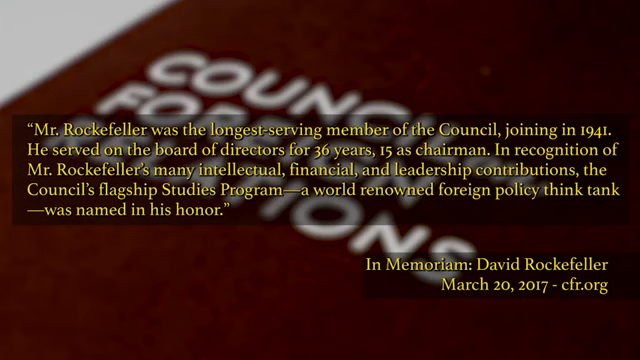 COUNCIL
FOR
“Mr. Rockefeller was the longest-serving member of the Council, joining in 1941.
He served on the board of directors for 36 years, 15 as chairman. In recognition of
Mr. Rockefeller’s many intellectual, financial, and leadership contributions, the
Council’s flagship Studies Program—a world renowned foreign policy think tank
—was named in his honor.”
In Memoriam: David Rockefeller
March 20, 2017 - cfr.org